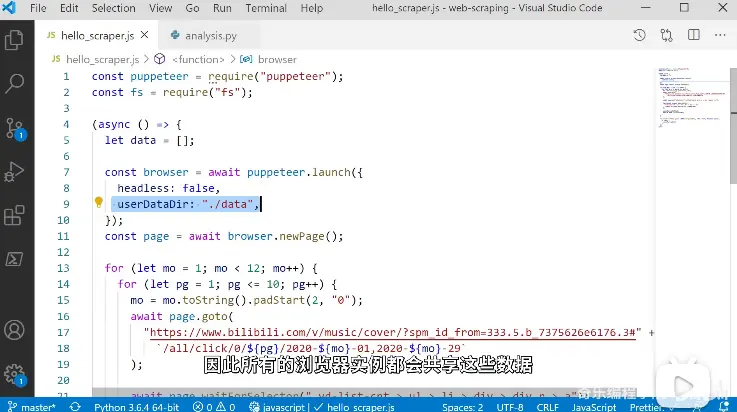 File Edit Selection View Go Run Terminal Help hello_scraper.js - web-scraping - Visual Studio Code
hello_scraper.js analysis.py
hello_scraper.js > <function> > browser
1 const puppeteer = require("puppeteer");
2 const fs = require("fs");
3
4 (async () => {
5 let data = [];
6
7 const browser = await puppeteer.launch({
8 headless: false,
9 userDataDir: "./data",
10 });
11 const page = await browser.newPage();
12
13 for (let mo = 1; mo < 12; mo++) {
14 for (let pg = 1; pg <= 10; pg++) {
15 mo = mo.toString().padStart(2, "0");
16 await page.goto(
17 "https://www.bilibili.com/v/music/cover/?spm_id_from=333.5.b_7375626e6176.3#" +
18 `/all/click/0/${pg}/2020-${mo}-01,2020-${mo}-29`
19 );
因此所有的浏览器实例都会共享这些数据
20
21 await page.waitForSelector(".vd-list-cnt > ul > li > div > div.r > a"
master* Python 3.6.4 64-bit 0 0 javascript hello_scraper.js Spaces: 2 UTF-8 CRLF JavaScript Prettier